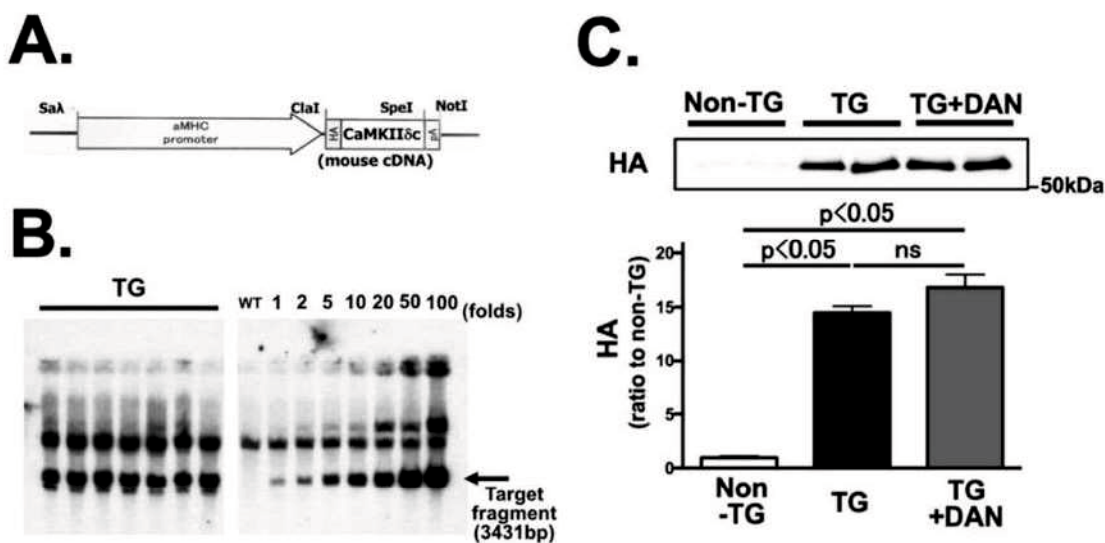 A.
Saλ
ClaI
SpeI
NotI
aMHC
promoter
HA
CaMKIIδc
pA
(mouse cDNA)
B.
TG
WT 1 2 5 10 20 50 100 (folds)
Target
fragment
(3431bp)
C.
Non-TG TG TG+DAN
HA
50kDa
p<0.05
p<0.05 ns
HA
(ratio to non-TG)
20
15
10
5
0
Non
-TG
TG
TG
+DAN